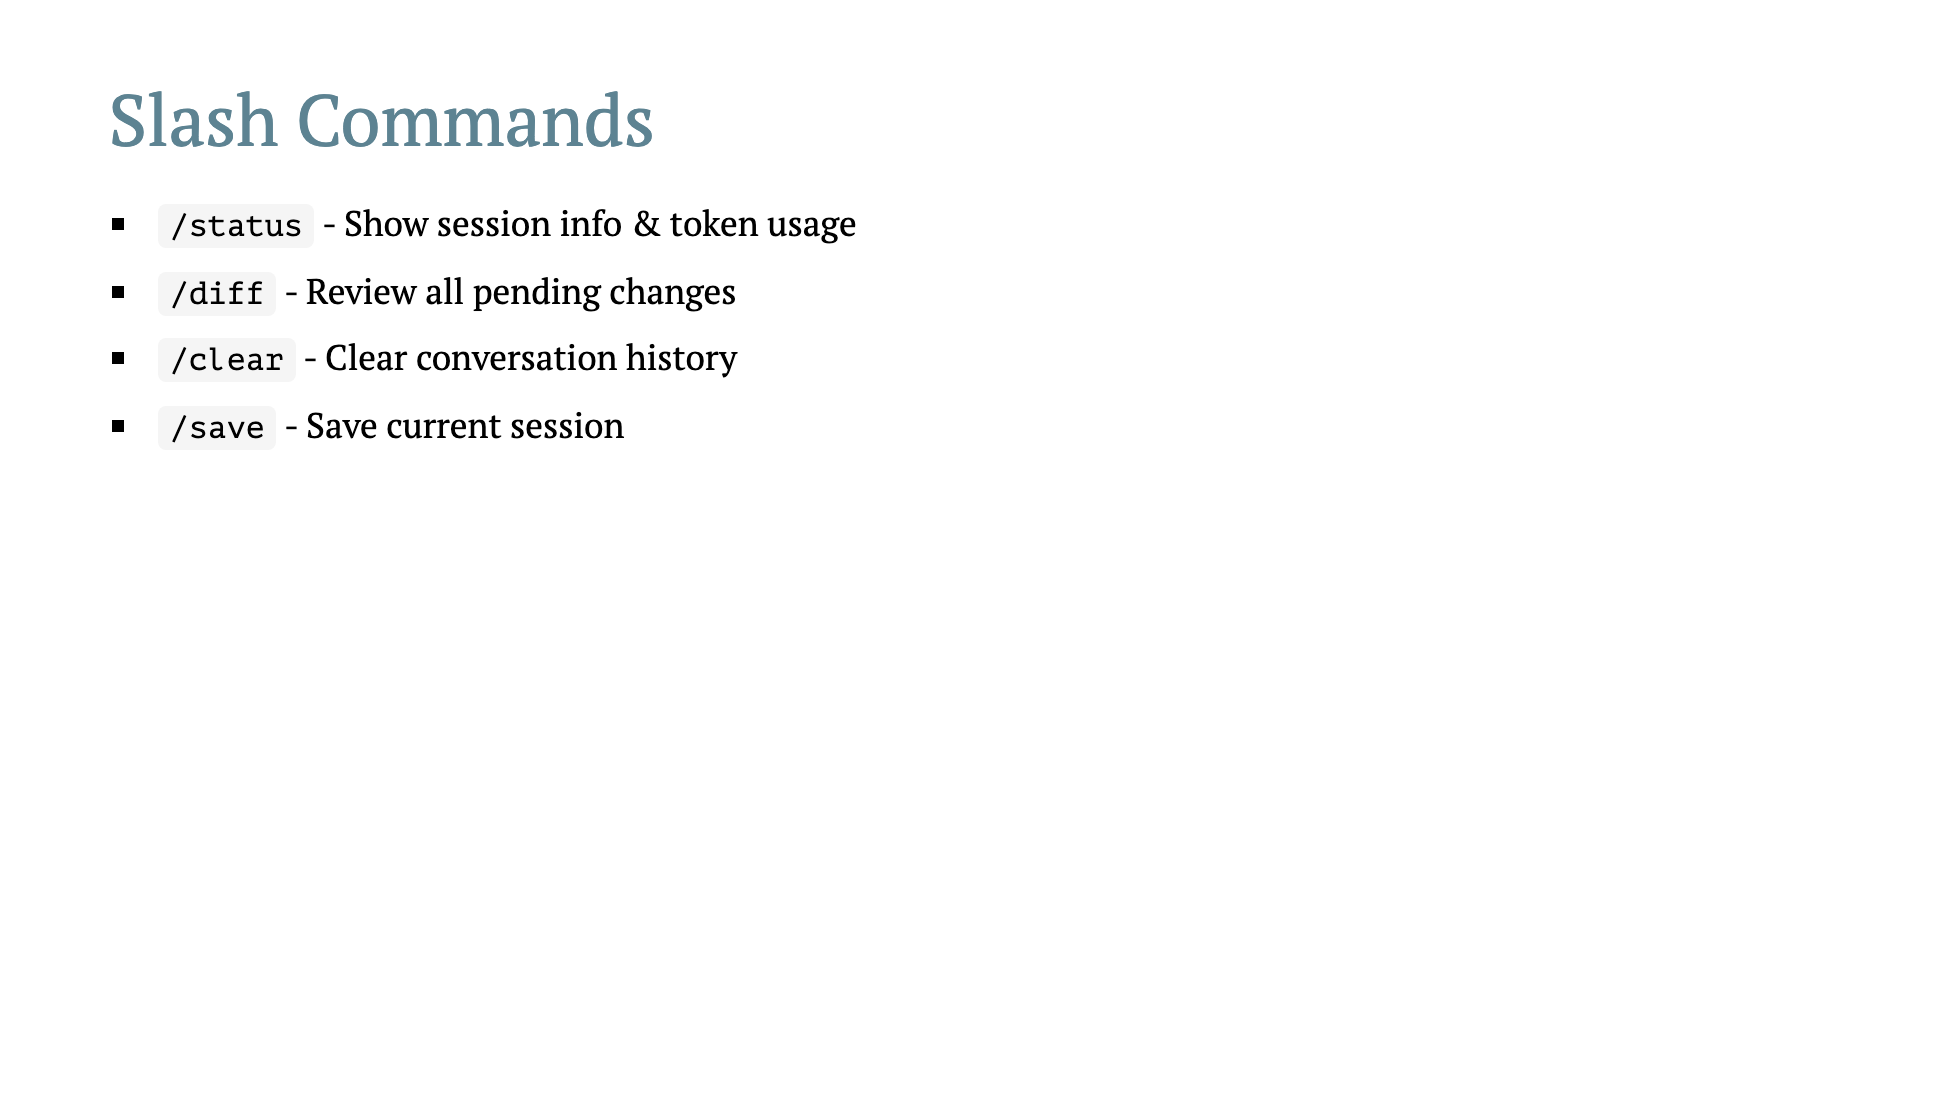 Slash Commands
▪ /status - Show session info & token usage
▪ /diff - Review all pending changes
▪ /clear - Clear conversation history
▪ /save - Save current session